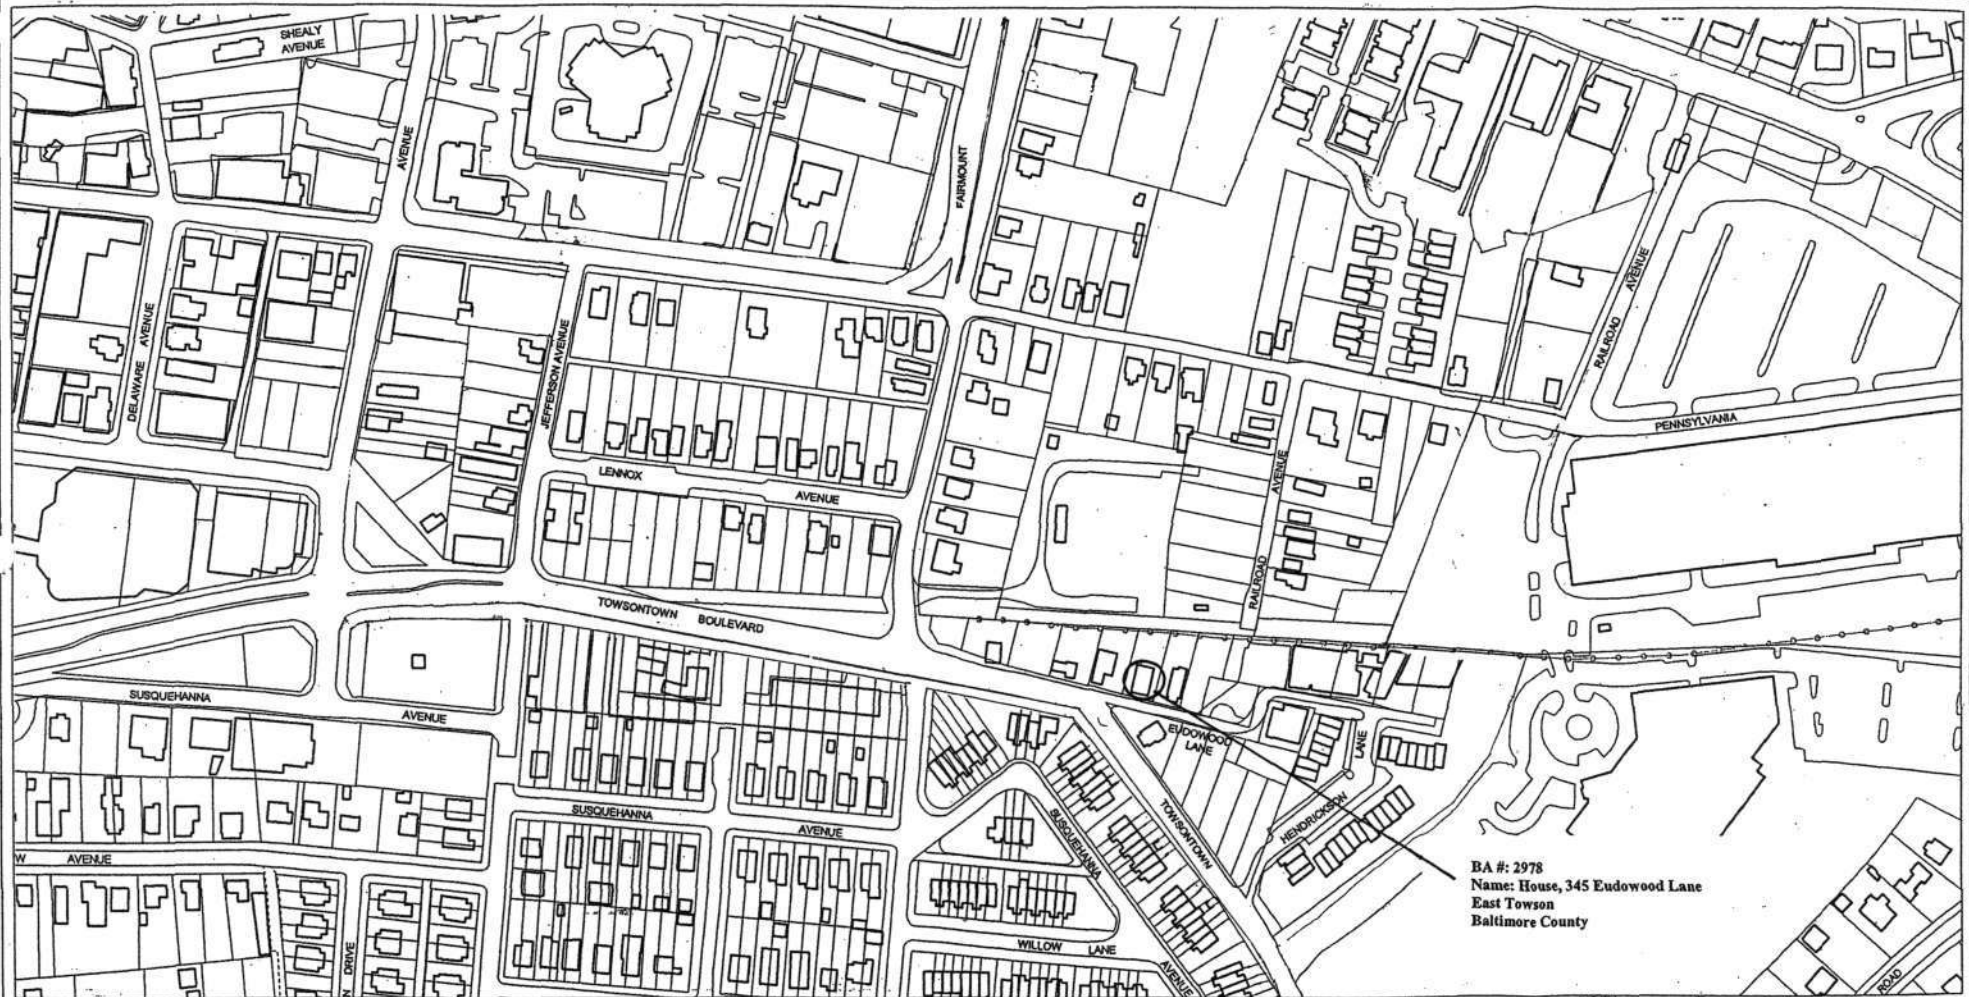 SHEALY
AVENUE
AVENUE
FAIRMOUNT
AVENUE
RAILROAD
DELAWARE AVENUE
JEFFERSON AVENUE
PENNSYLVANIA
LENNOX
AVENUE
AVENUE
RAILROAD
TOWSONTOWN BOULEVARD
SUSQUEHANNA
AVENUE
EUDOWOOD
LANE
LANE
HENDRICKSON
TOWSONTOWN
SUSQUEHANNA
SUSQUEHANNA
AVENUE
W AVENUE
BA #: 2978
Name: House, 345 Eudowood Lane
East Towson
Baltimore County
WILLOW LANE
AVENUE
N DRIVE
ROAD